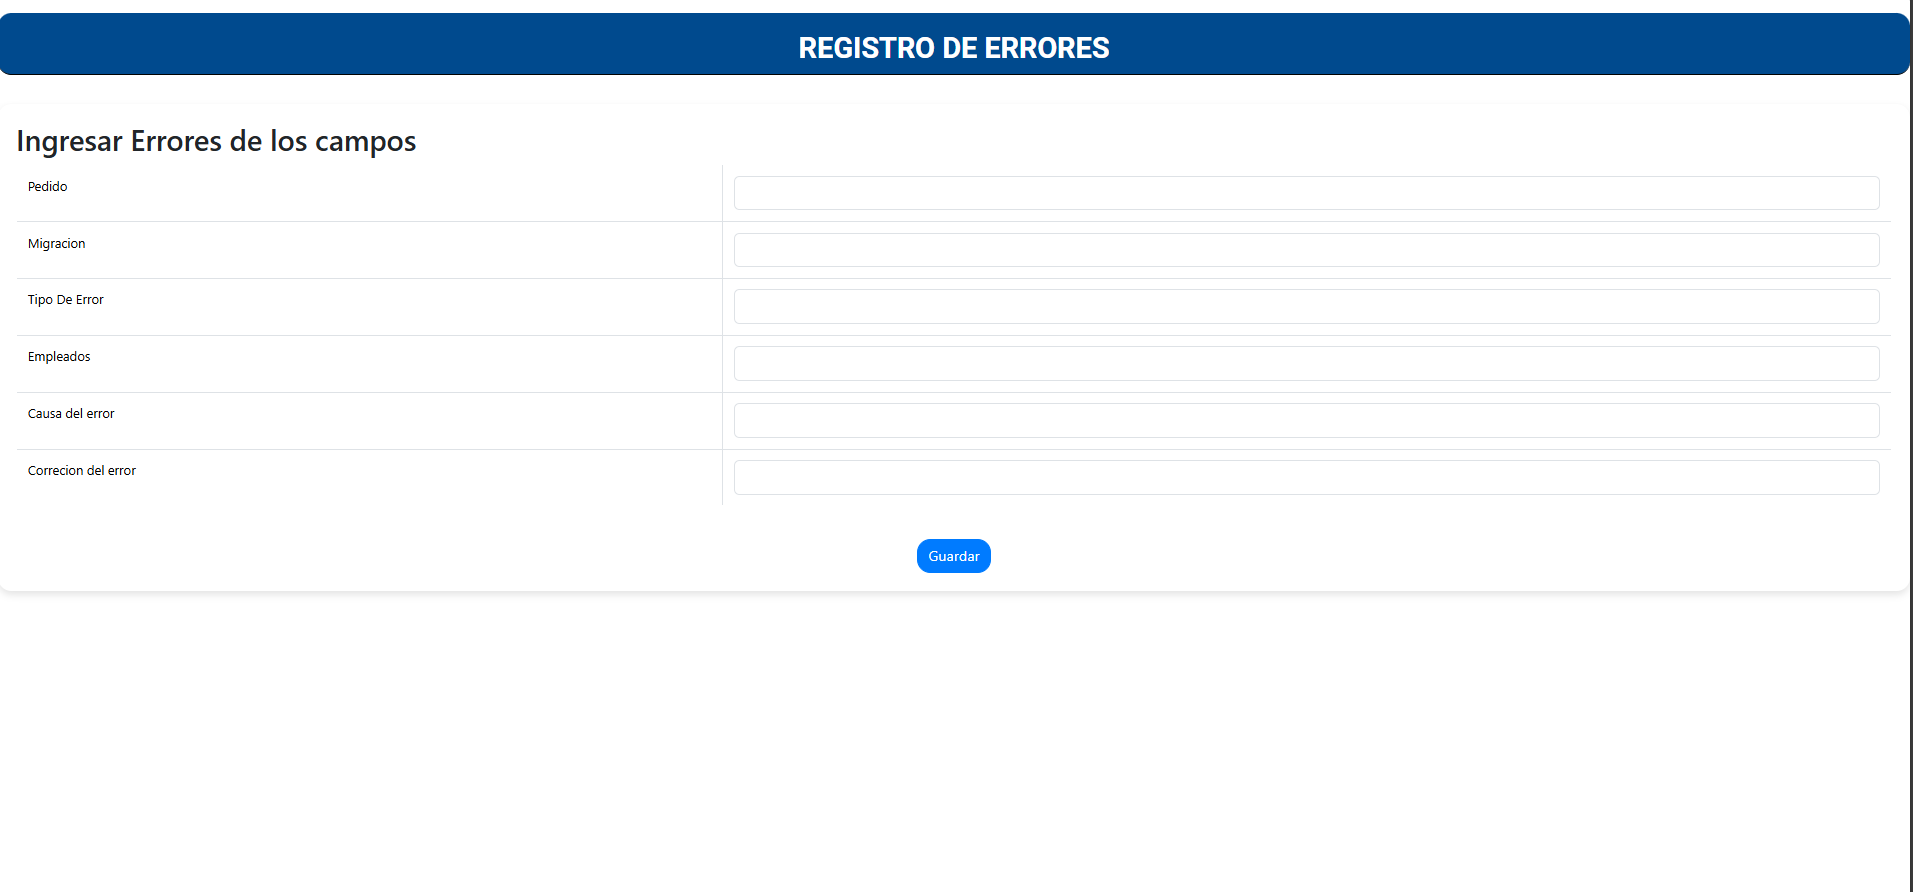 REGISTRO DE ERRORES
Ingresar Errores de los campos
Pedido
Migracion
Tipo De Error
Empleados
Causa del error
Correcion del error
Guardar